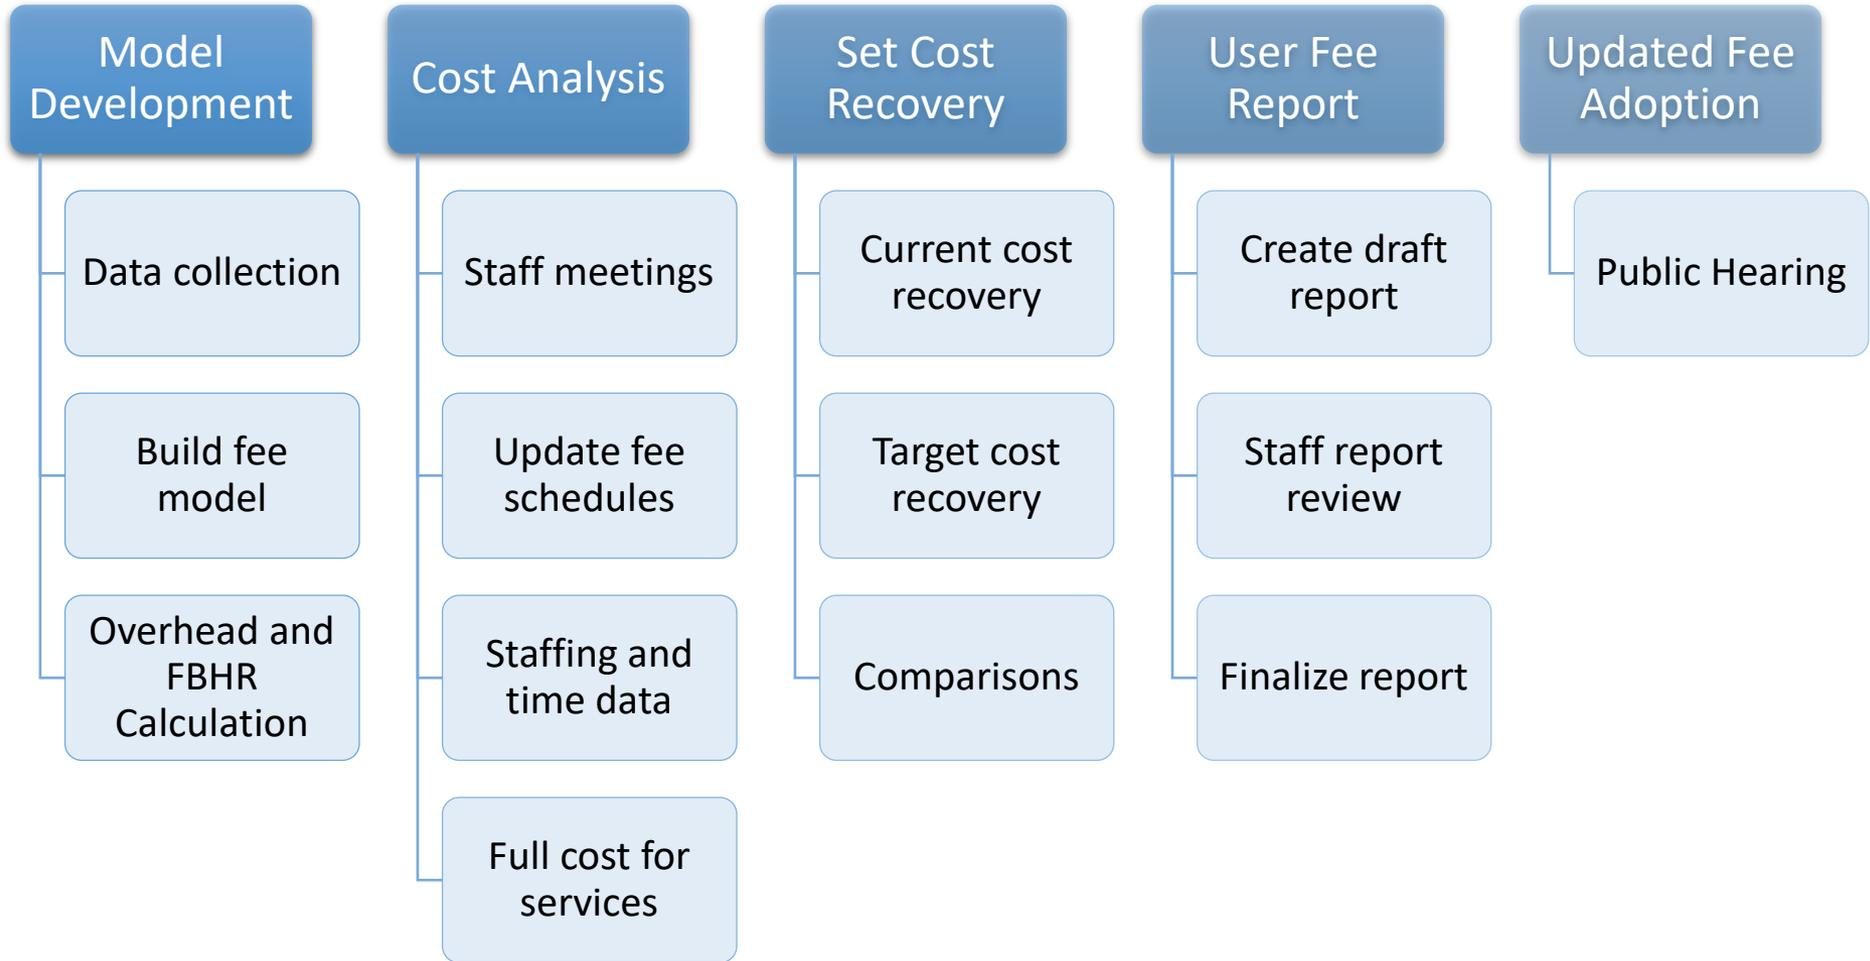 Model
Development
Data collection
Build fee
model
Overhead and
FBHR
Calculation
Cost Analysis
Staff meetings
Update fee
schedules
Staffing and
time data
Full cost for
services
Set Cost
Recovery
Current cost
recovery
Target cost
recovery
Comparisons
User Fee
Report
Create draft
report
Staff report
review
Finalize report
Updated Fee
Adoption
Public Hearing